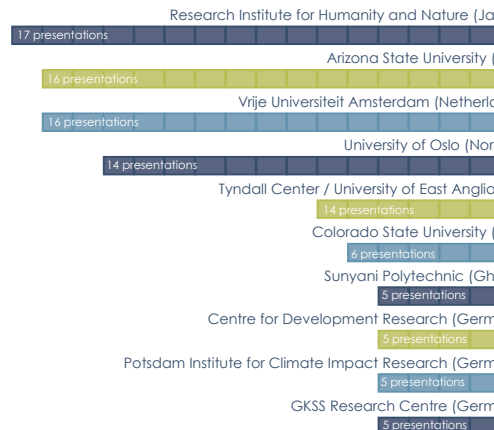 Research Institute for Humanity and Nature (Ja
17 presentations
Arizona State University (
16 presentations
Vrije Universiteit Amsterdam (Netherla
16 presentations
University of Oslo (Nor
14 presentations
Tyndall Center / University of East Anglia
14 presentations
Colorado State University (
6 presentations
Sunyani Polytechnic (Gh
5 presentations
Centre for Development Research (Germ
5 presentations
Potsdam Institute for Climate Impact Research (Germ
5 presentations
GKSS Research Centre (Germ
5 presentations